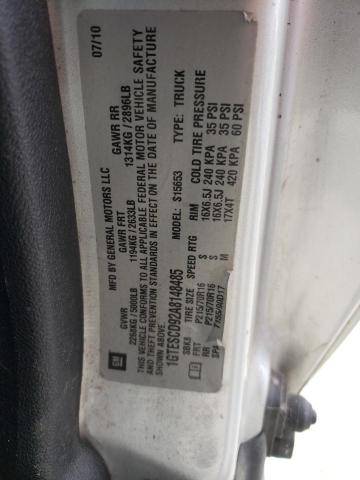 MFD BY GENERAL MOTORS LLC
07/10
GVWR GAWR FRT GAWR RR
2268KG / 5000LB 1194KG / 2633LB 1314KG / 2896LB
THIS VEHICLE CONFORMS TO ALL APPLICABLE FEDERAL MOTOR VEHICLE SAFETY
AND THEFT PREVENTION STANDARDS IN EFFECT ON THE DATE OF MANUFACTURE
GM
1GTESCD92A8148485 MODEL: S15653 TYPE: TRUCK
TIRE SIZE SPEED RTG RIM COLD TIRE PRESSURE
FRT P215/70R16 S 16X6.5J 240 KPA 35 PSI
RR P215/70R16 S 16X6.5J 240 KPA 35 PSI
SPA M 17X4T 420 KPA 60 PSI